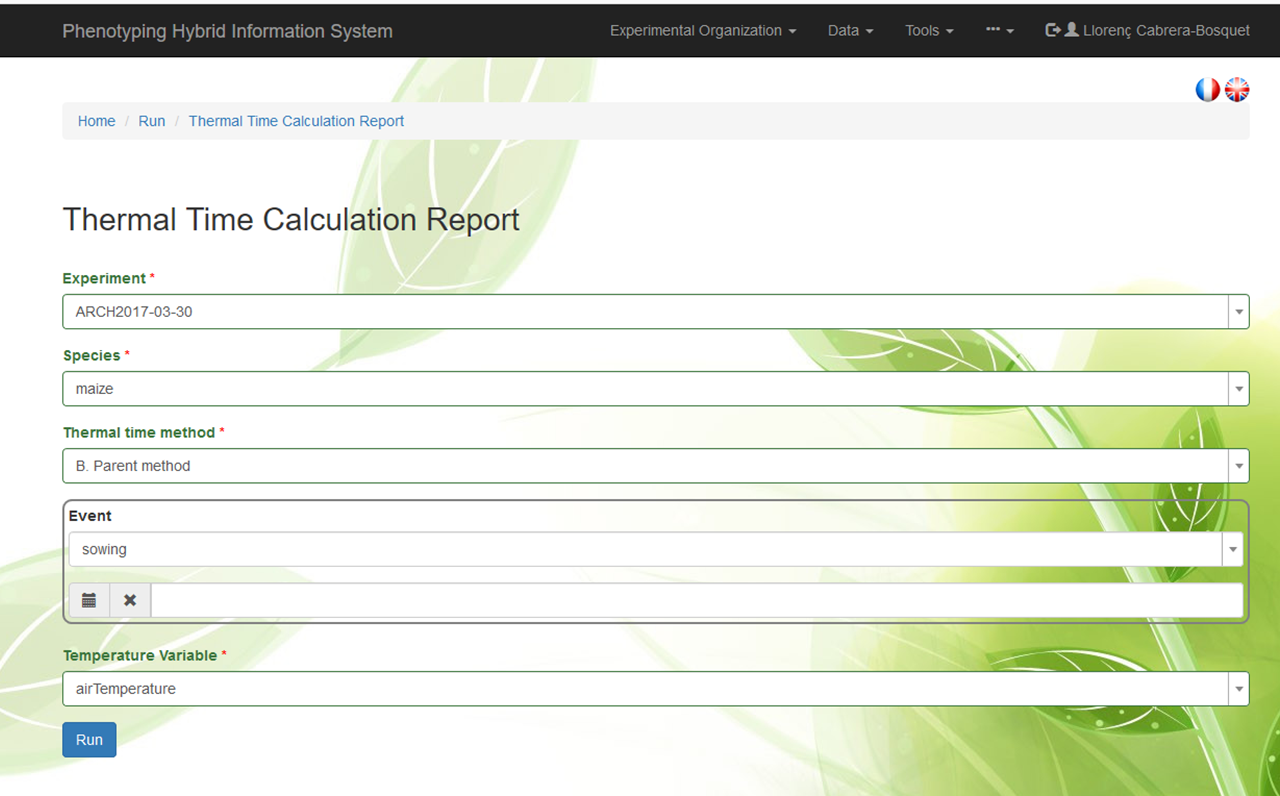 Phenotyping Hybrid Information System Experimental Organization Data Tools ••• Llorenç Cabrera-Bosquet
Home / Run / Thermal Time Calculation Report
Thermal Time Calculation Report
Experiment *
ARCH2017-03-30
Species *
maize
Thermal time method *
B. Parent method
Event
sowing
Temperature Variable *
airTemperature
Run